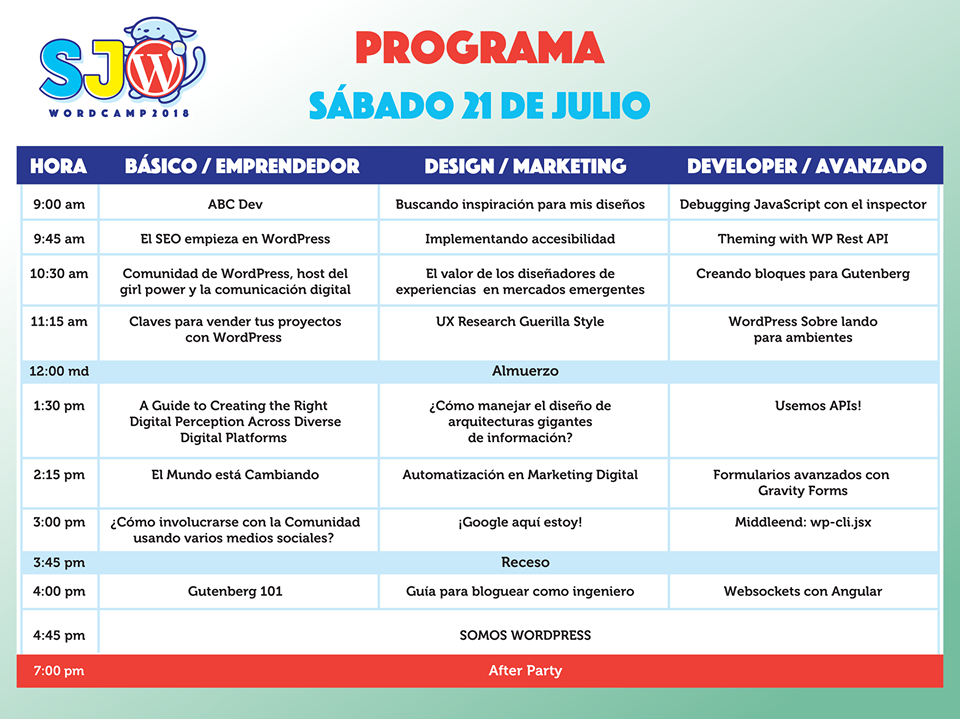 SJW
WORDCAMP2018
PROGRAMA
SÁBADO 21 DE JULIO
HORA BÁSICO / EMPRENDEDOR DESIGN / MARKETING DEVELOPER / AVANZADO
9:00 am ABC Dev Buscando inspiración para mis diseños Debugging JavaScript con el inspector
9:45 am El SEO empieza en WordPress Implementando accesibilidad Theming with WP Rest API
10:30 am Comunidad de WordPress, host del El valor de los diseñadores de Creando bloques para Gutenberg
girl power y la comunicación digital experiencias en mercados emergentes
11:15 am Claves para vender tus proyectos UX Research Guerilla Style WordPress Sobre lando
con WordPress para ambientes
12:00 md Almuerzo
1:30 pm A Guide to Creating the Right ¿Cómo manejar el diseño de Usemos APIs!
Digital Perception Across Diverse arquitecturas gigantes
Digital Platforms de información?
2:15 pm El Mundo está Cambiando Automatización en Marketing Digital Formularios avanzados con
Gravity Forms
3:00 pm ¿Cómo involucrarse con la Comunidad ¡Google aquí estoy! Middleend: wp-cli.jsx
usando varios medios sociales?
3:45 pm Receso
4:00 pm Gutenberg 101 Guía para bloguear como ingeniero Websockets con Angular
4:45 pm SOMOS WORDPRESS
7:00 pm After Party